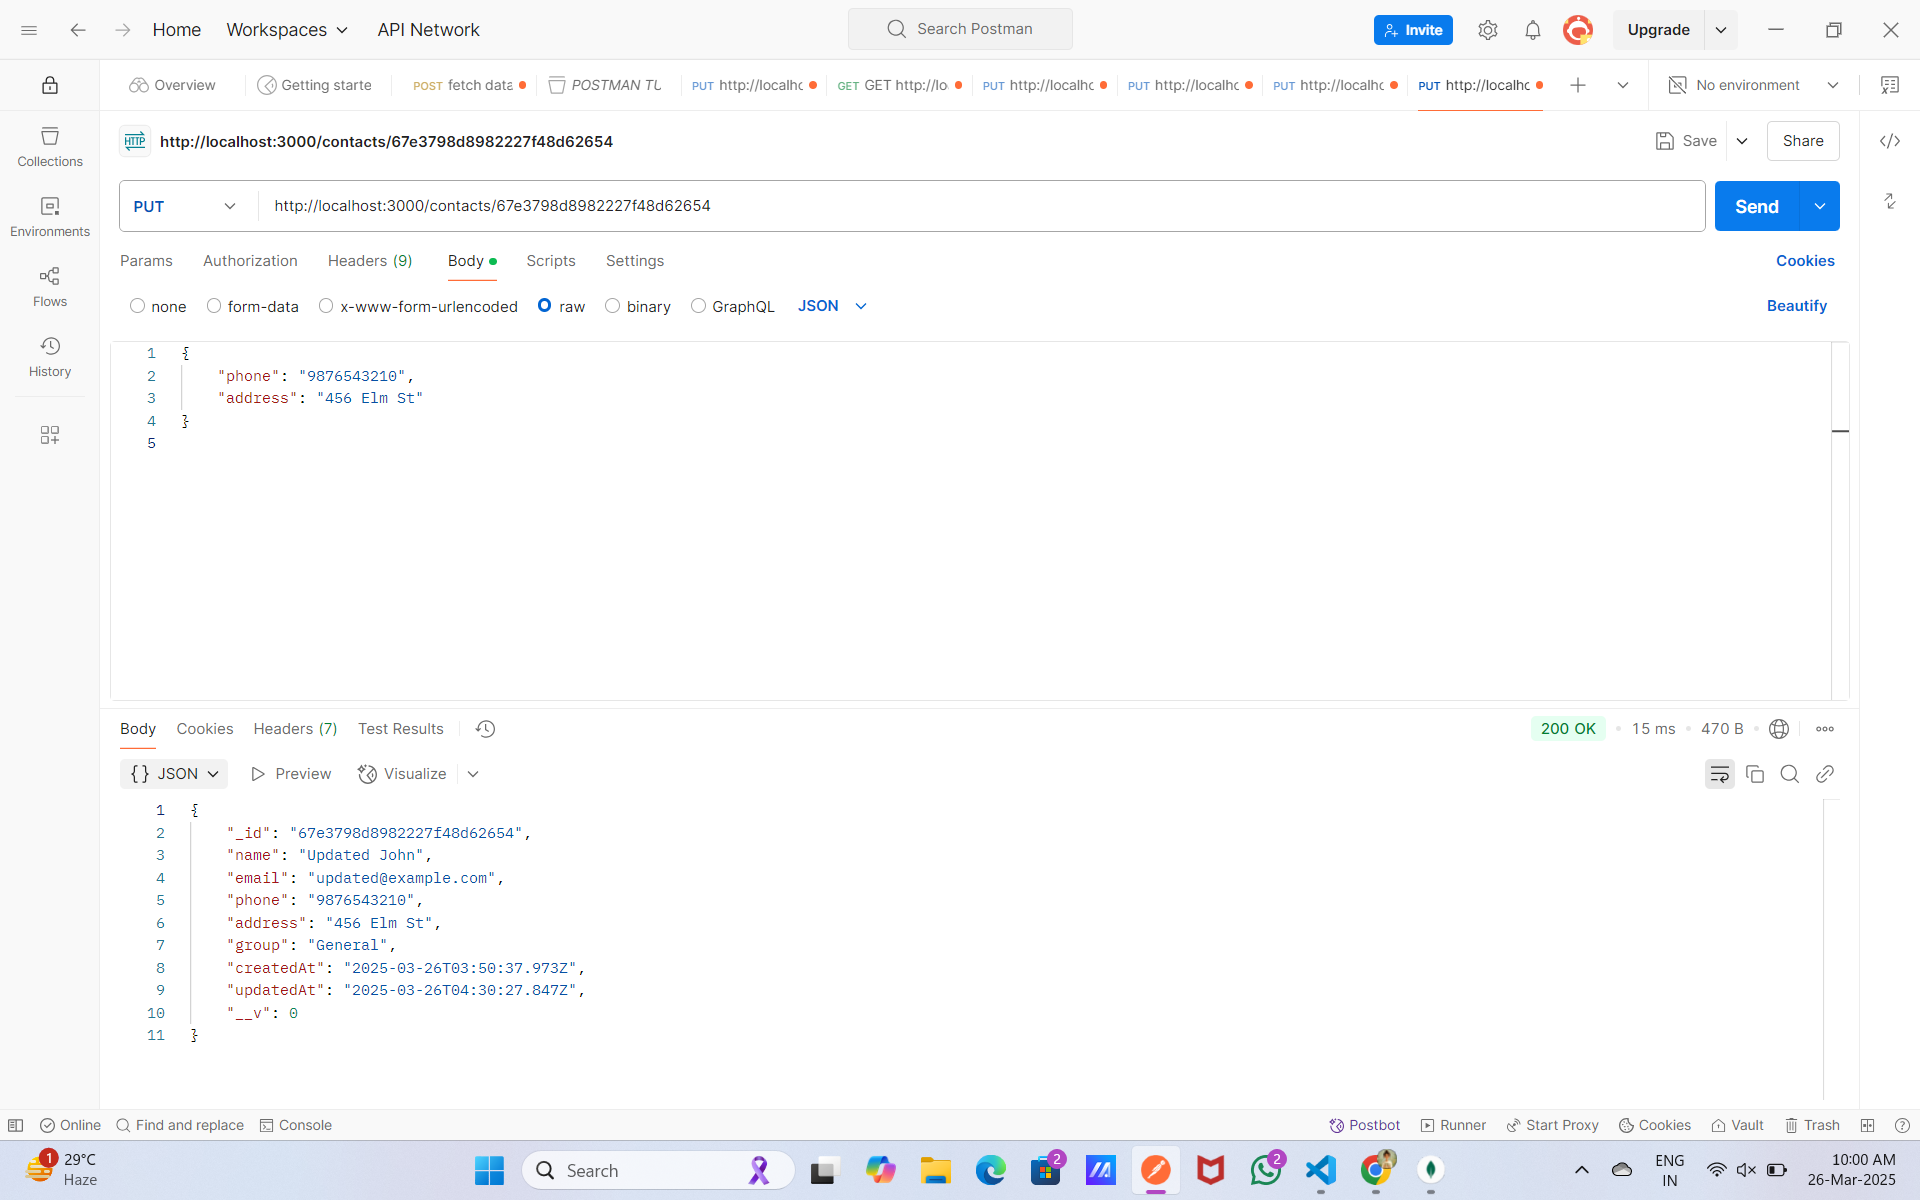 Home Workspaces API Network Search Postman Invite Upgrade
Overview Getting starte POST fetch data POSTMAN TU PUT http://localhc GET GET http://lo PUT http://localhc PUT http://localhc PUT http://localhc PUT http://localhc No environment
HTTP http://localhost:3000/contacts/67e3798d8982227f48d62654 Save Share
Collections
Environments
Flows
History
PUT http://localhost:3000/contacts/67e3798d8982227f48d62654 Send
Params Authorization Headers (9) Body Scripts Settings Cookies
none form-data x-www-form-urlencoded raw binary GraphQL JSON Beautify
1 {
2 "phone": "9876543210",
3 "address": "456 Elm St"
4 }
5
Body Cookies Headers (7) Test Results 200 OK 15 ms 470 B
{} JSON Preview Visualize
1 {
2 "_id": "67e3798d8982227f48d62654",
3 "name": "Updated John",
4 "email": "updated@example.com",
5 "phone": "9876543210",
6 "address": "456 Elm St",
7 "group": "General",
8 "createdAt": "2025-03-26T03:50:37.973Z",
9 "updatedAt": "2025-03-26T04:30:27.847Z",
10 "__v": 0
11 }
Online Find and replace Console Postbot Runner Start Proxy Cookies Vault Trash
1 29°C
Haze
Search
2
2
ENG
IN
10:00 AM
26-Mar-2025